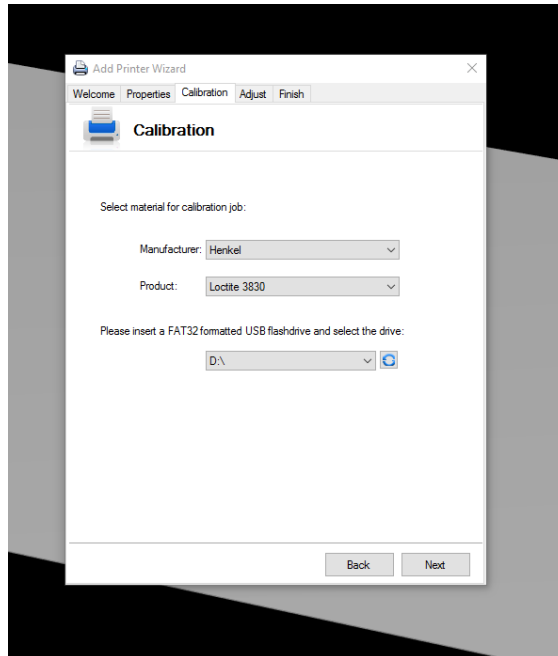 Add Printer Wizard
Welcome Properties Calibration Adjust Finish
Calibration
Select material for calibration job:
Manufacturer: Henkel
Product: Loctite 3830
Please insert a FAT32 formatted USB flashdrive and select the drive:
D:\
Back Next